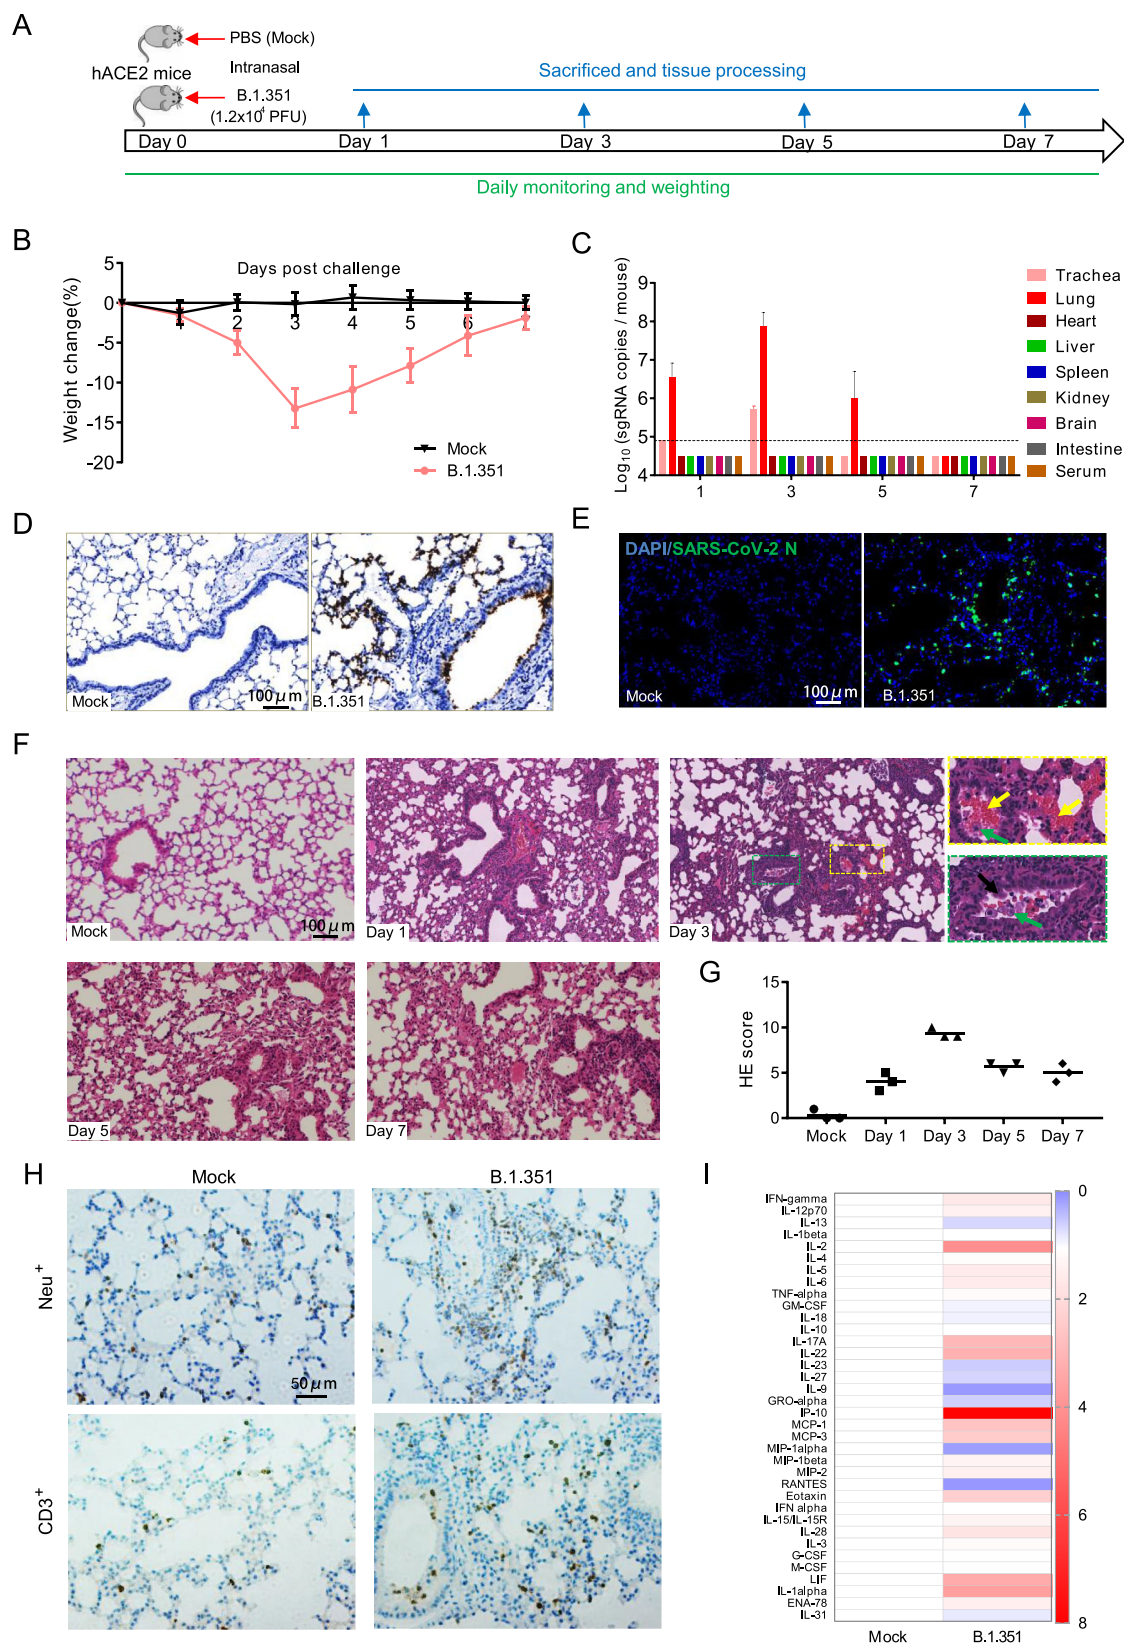 A
PBS (Mock)
hACE2 mice
Intranasal
B.1.351
(1.2x10⁴ PFU)
Sacrificed and tissue processing
Day 0
Day 1
Day 3
Day 5
Day 7
Daily monitoring and weighting
B
Days post challenge
Weight change(%)
5
0
-5
-10
-15
-20
2
3
4
5
6
Mock
B.1.351
C
Log₁₀ (sgRNA copies / mouse)
9
8
7
6
5
4
1
3
5
7
Trachea
Lung
Heart
Liver
Spleen
Kidney
Brain
Intestine
Serum
D
Mock
100μm
B.1.351
E
DAPI/SARS-CoV-2 N
Mock
100μm
B.1.351
F
Mock
100μm
Day 1
Day 3
Day 5
Day 7
G
HE score
15
10
5
0
Mock
Day 1
Day 3
Day 5
Day 7
H
Mock
B.1.351
Neu⁺
50μm
CD3⁺
I
IFN-gamma
IL-12p70
IL-13
IL-1beta
IL-2
IL-4
IL-5
IL-6
TNF-alpha
GM-CSF
IL-18
IL-10
IL-17A
IL-22
IL-23
IL-27
IL-9
GRO-alpha
IP-10
MCP-1
MCP-3
MIP-1alpha
MIP-1beta
MIP-2
RANTES
Eotaxin
IFN alpha
IL-15/IL-15R
IL-28
IL-3
G-CSF
M-CSF
LIF
IL-1alpha
ENA-78
IL-31
Mock
B.1.351
0
2
4
6
8